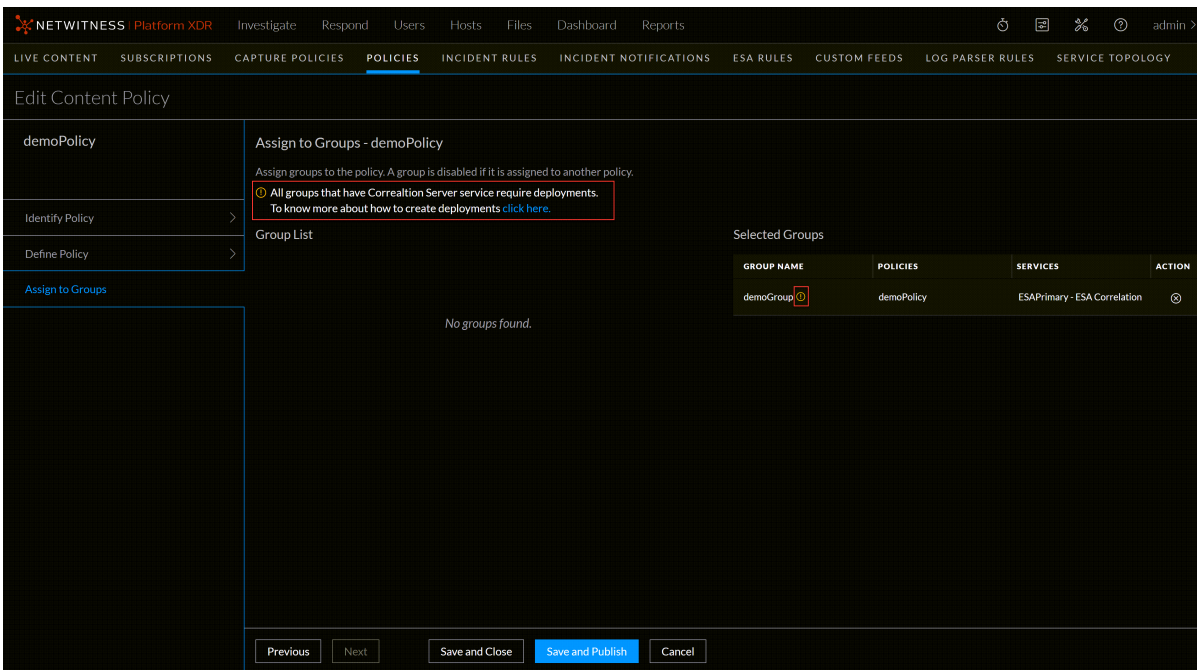 NETWITNESS Platform XDR Investigate Respond Users Hosts Files Dashboard Reports admin
LIVE CONTENT SUBSCRIPTIONS CAPTURE POLICIES POLICIES INCIDENT RULES INCIDENT NOTIFICATIONS ESA RULES CUSTOM FEEDS LOG PARSER RULES SERVICE TOPOLOGY
Edit Content Policy
demoPolicy
Identify Policy
Define Policy
Assign to Groups
Assign to Groups - demoPolicy
Assign groups to the policy. A group is disabled if it is assigned to another policy.
All groups that have Correaltion Server service require deployments.
To know more about how to create deployments click here.
Group List
No groups found.
Selected Groups
GROUP NAME POLICIES SERVICES ACTION
demoGroup demoPolicy ESAPrimary - ESA Correlation
Previous Next Save and Close Save and Publish Cancel